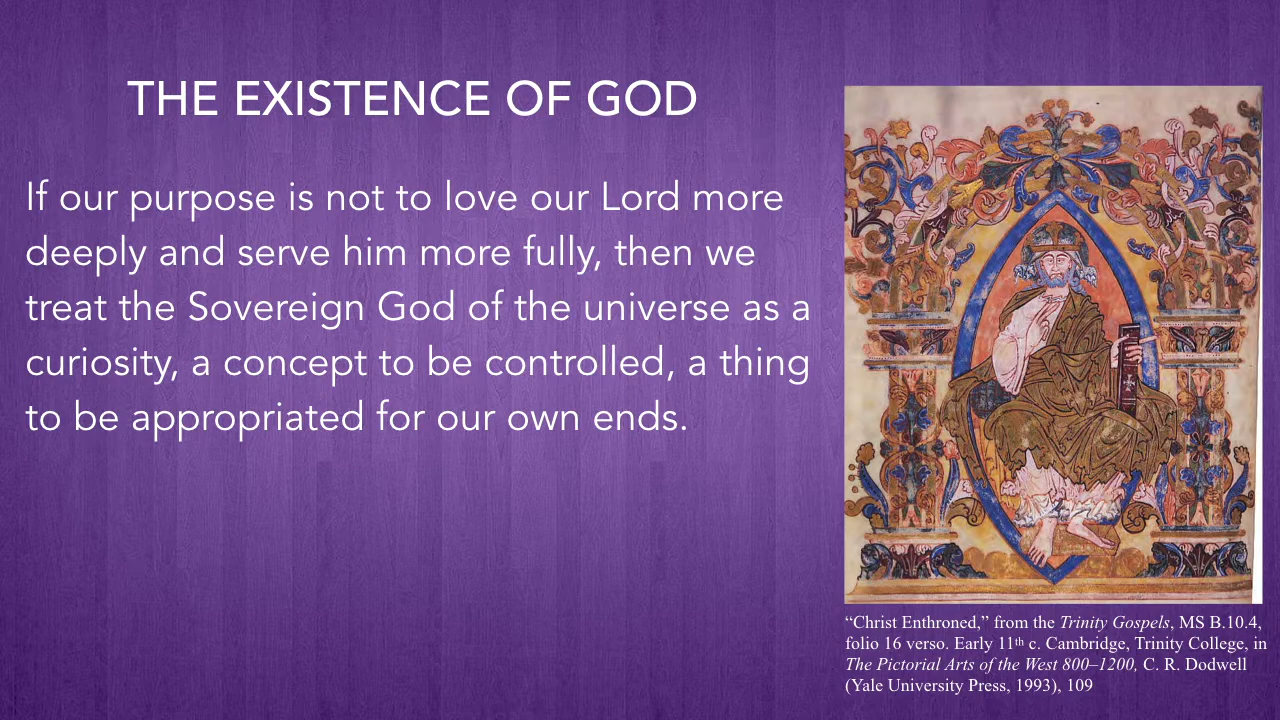 THE EXISTENCE OF GOD
If our purpose is not to love our Lord more
deeply and serve him more fully, then we
treat the Sovereign God of the universe as a
curiosity, a concept to be controlled, a thing
to be appropriated for our own ends.
“Christ Enthroned,” from the Trinity Gospels, MS B.10.4,
folio 16 verso. Early 11th c. Cambridge, Trinity College, in
The Pictorial Arts of the West 800–1200, C. R. Dodwell
(Yale University Press, 1993), 109